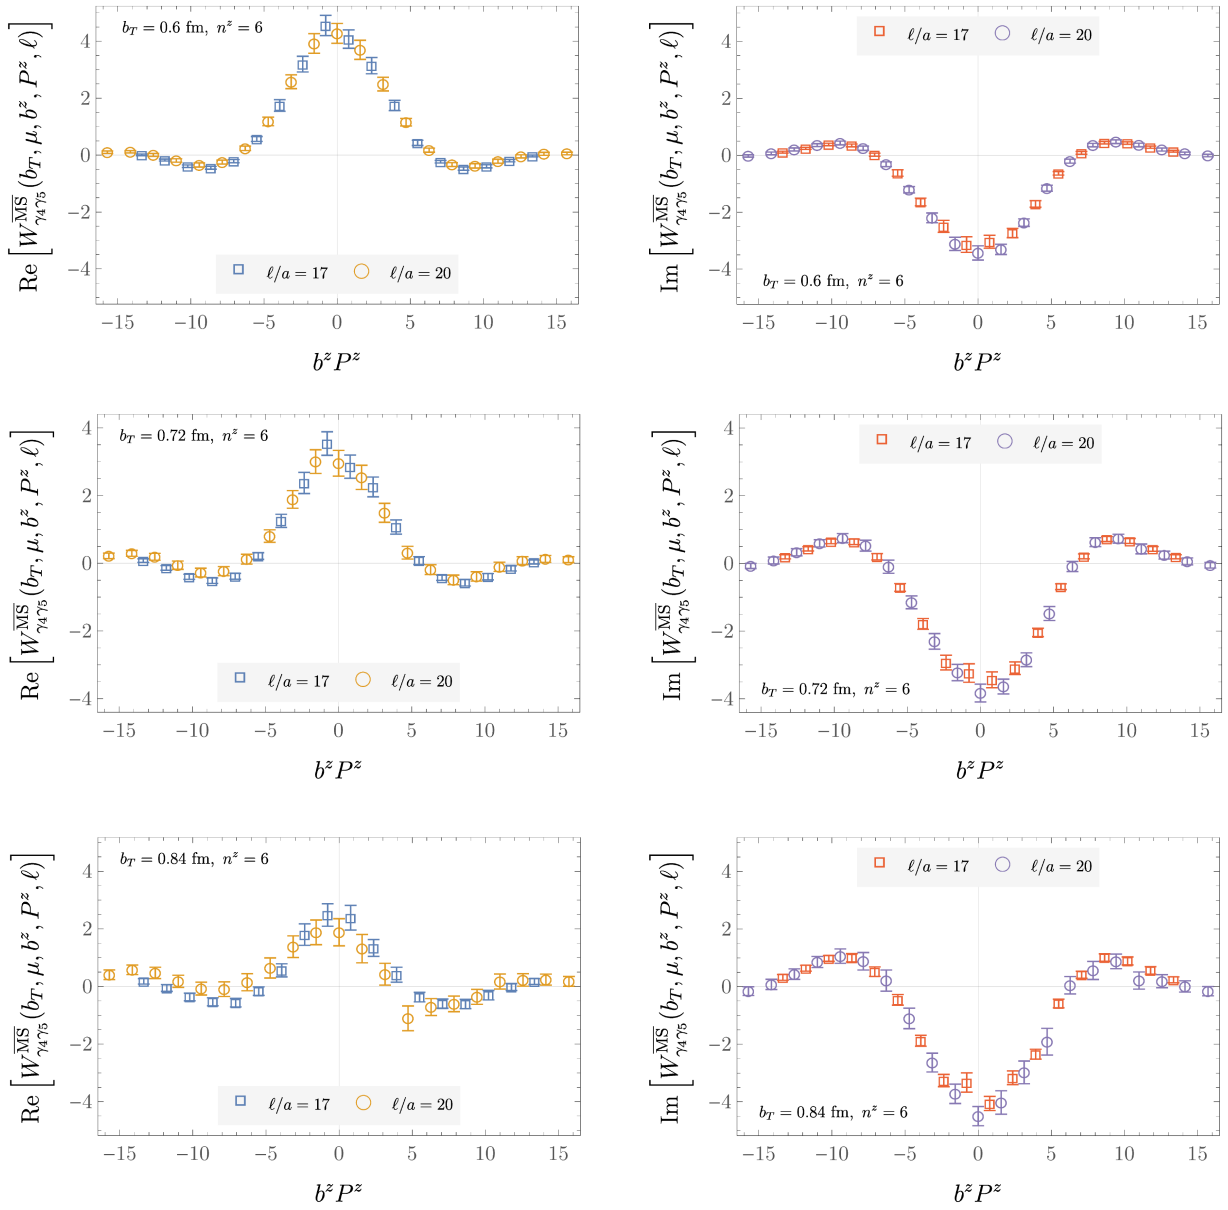 Re [W^{\overline{MS}}_{γ4γ5}(b_T, μ, b^z, P^z, ℓ)]
b_T = 0.6 fm, n^z = 6
4
2
0
−2
−4
ℓ/a = 17 ℓ/a = 20
−15 −10 −5 0 5 10 15
b^z P^z
Im [W^{\overline{MS}}_{γ4γ5}(b_T, μ, b^z, P^z, ℓ)]
ℓ/a = 17 ℓ/a = 20
4
2
0
−2
−4
b_T = 0.6 fm, n^z = 6
−15 −10 −5 0 5 10 15
b^z P^z
Re [W^{\overline{MS}}_{γ4γ5}(b_T, μ, b^z, P^z, ℓ)]
b_T = 0.72 fm, n^z = 6
4
2
0
−2
−4
ℓ/a = 17 ℓ/a = 20
−15 −10 −5 0 5 10 15
b^z P^z
Im [W^{\overline{MS}}_{γ4γ5}(b_T, μ, b^z, P^z, ℓ)]
ℓ/a = 17 ℓ/a = 20
4
2
0
−2
−4
b_T = 0.72 fm, n^z = 6
−15 −10 −5 0 5 10 15
b^z P^z
Re [W^{\overline{MS}}_{γ4γ5}(b_T, μ, b^z, P^z, ℓ)]
b_T = 0.84 fm, n^z = 6
4
2
0
−2
−4
ℓ/a = 17 ℓ/a = 20
−15 −10 −5 0 5 10 15
b^z P^z
Im [W^{\overline{MS}}_{γ4γ5}(b_T, μ, b^z, P^z, ℓ)]
ℓ/a = 17 ℓ/a = 20
4
2
0
−2
−4
b_T = 0.84 fm, n^z = 6
−15 −10 −5 0 5 10 15
b^z P^z